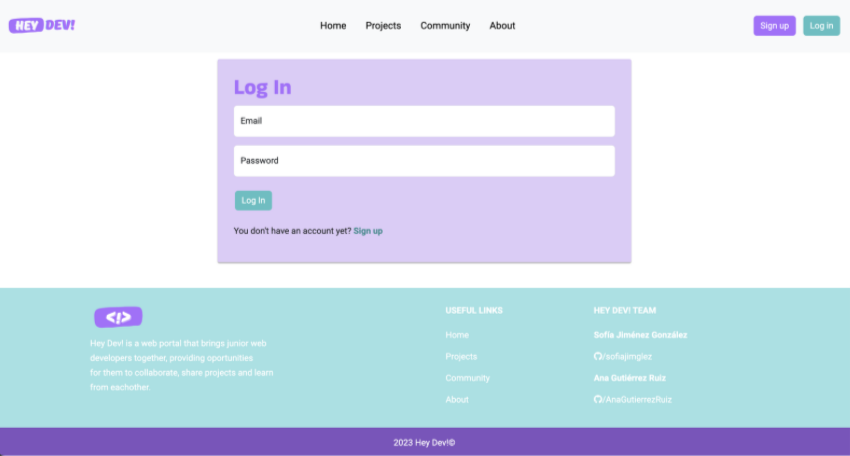 HEY DEV!
Home Projects Community About
Sign up Log in
Log In
Email
Password
Log In
You don't have an account yet? Sign up
<!>
Hey Dev! is a web portal that brings junior web
developers together, providing oportunities
for them to collaborate, share projects and learn
from eachother.
USEFUL LINKS
Home
Projects
Community
About
HEY DEV! TEAM
Sofía Jiménez González
/sofiajimglez
Ana Gutiérrez Ruiz
/AnaGutierrezRuiz
2023 Hey Dev!©